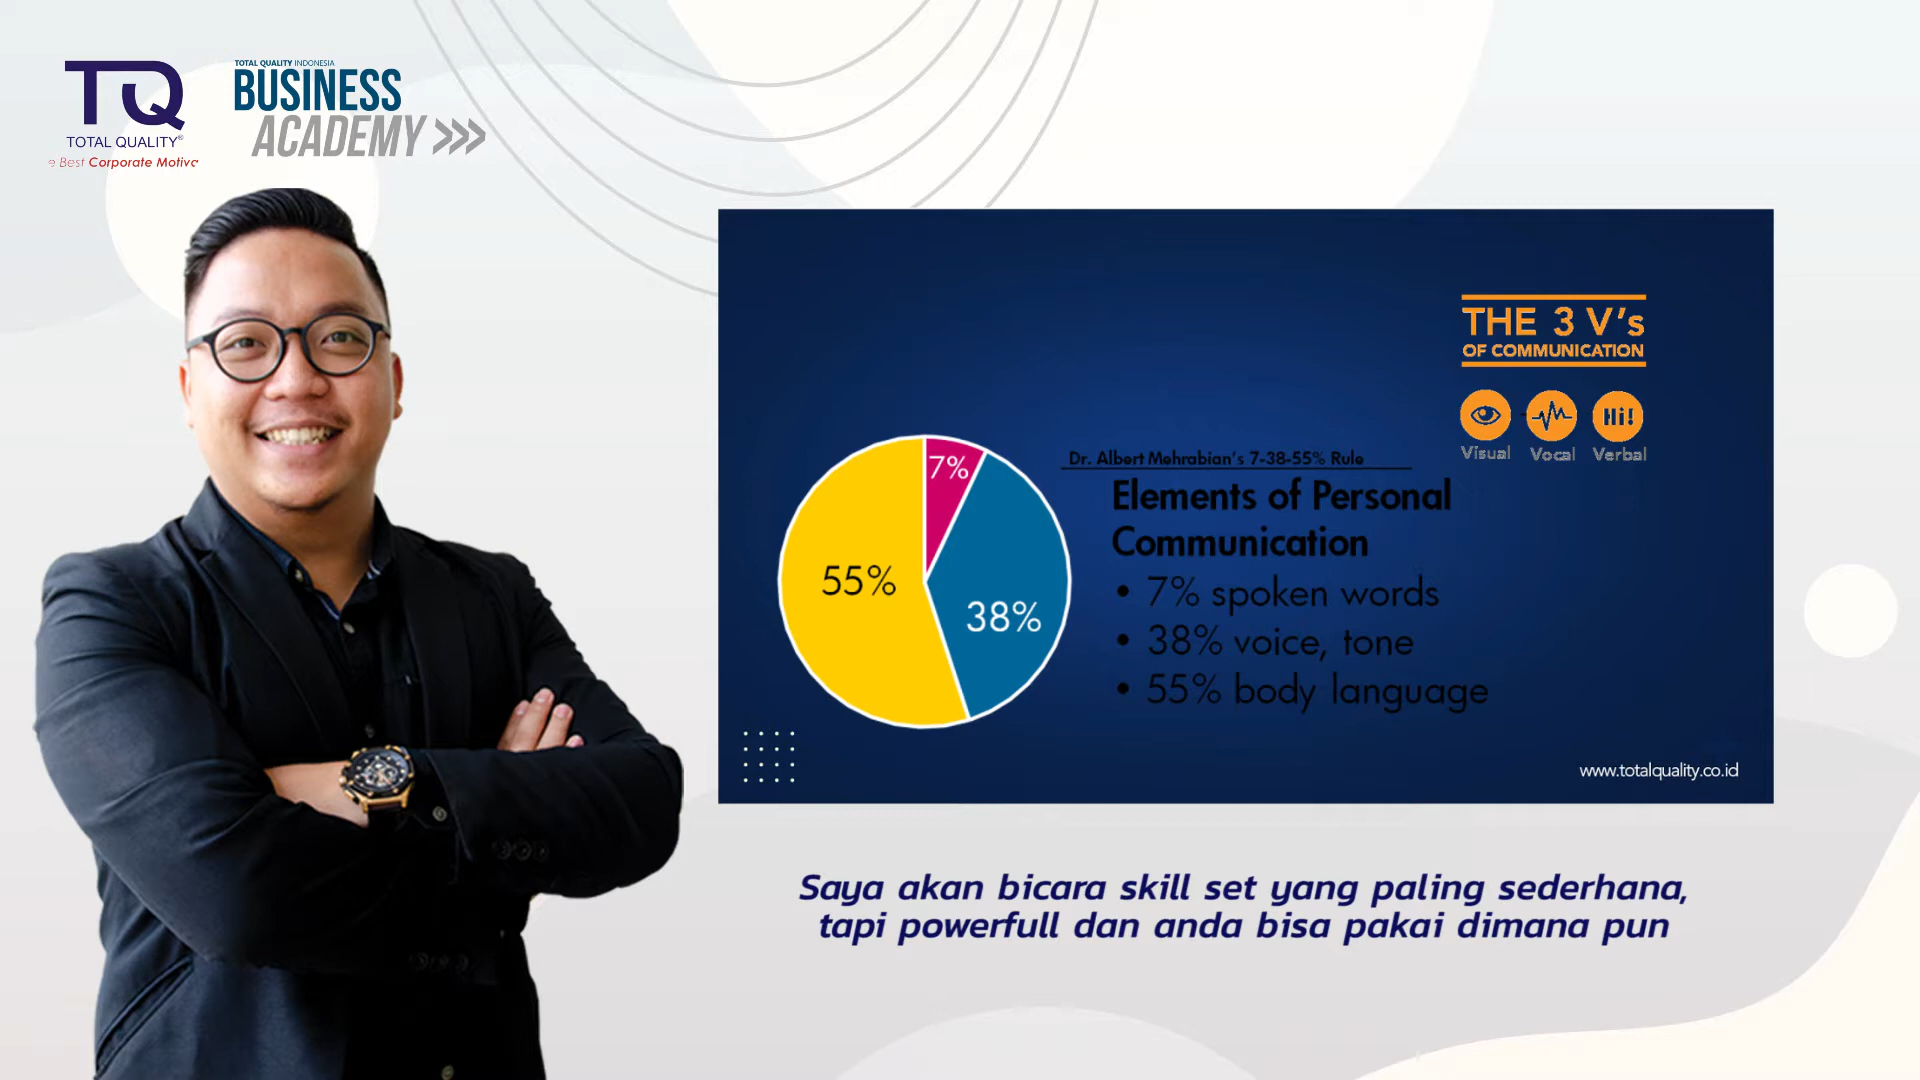 TQ
TOTAL QUALITY®
e Best Corporate Motiva
TOTAL QUALITY INDONESIA
BUSINESS
ACADEMY >>>
THE 3 V's
OF COMMUNICATION
Hi!
Visual Vocal Verbal
Dr. Albert Mehrabian's 7-38-55% Rule
Elements of Personal
Communication
• 7% spoken words
• 38% voice, tone
• 55% body language
7%
55%
38%
www.totalquality.co.id
Saya akan bicara skill set yang paling sederhana,
tapi powerfull dan anda bisa pakai dimana pun